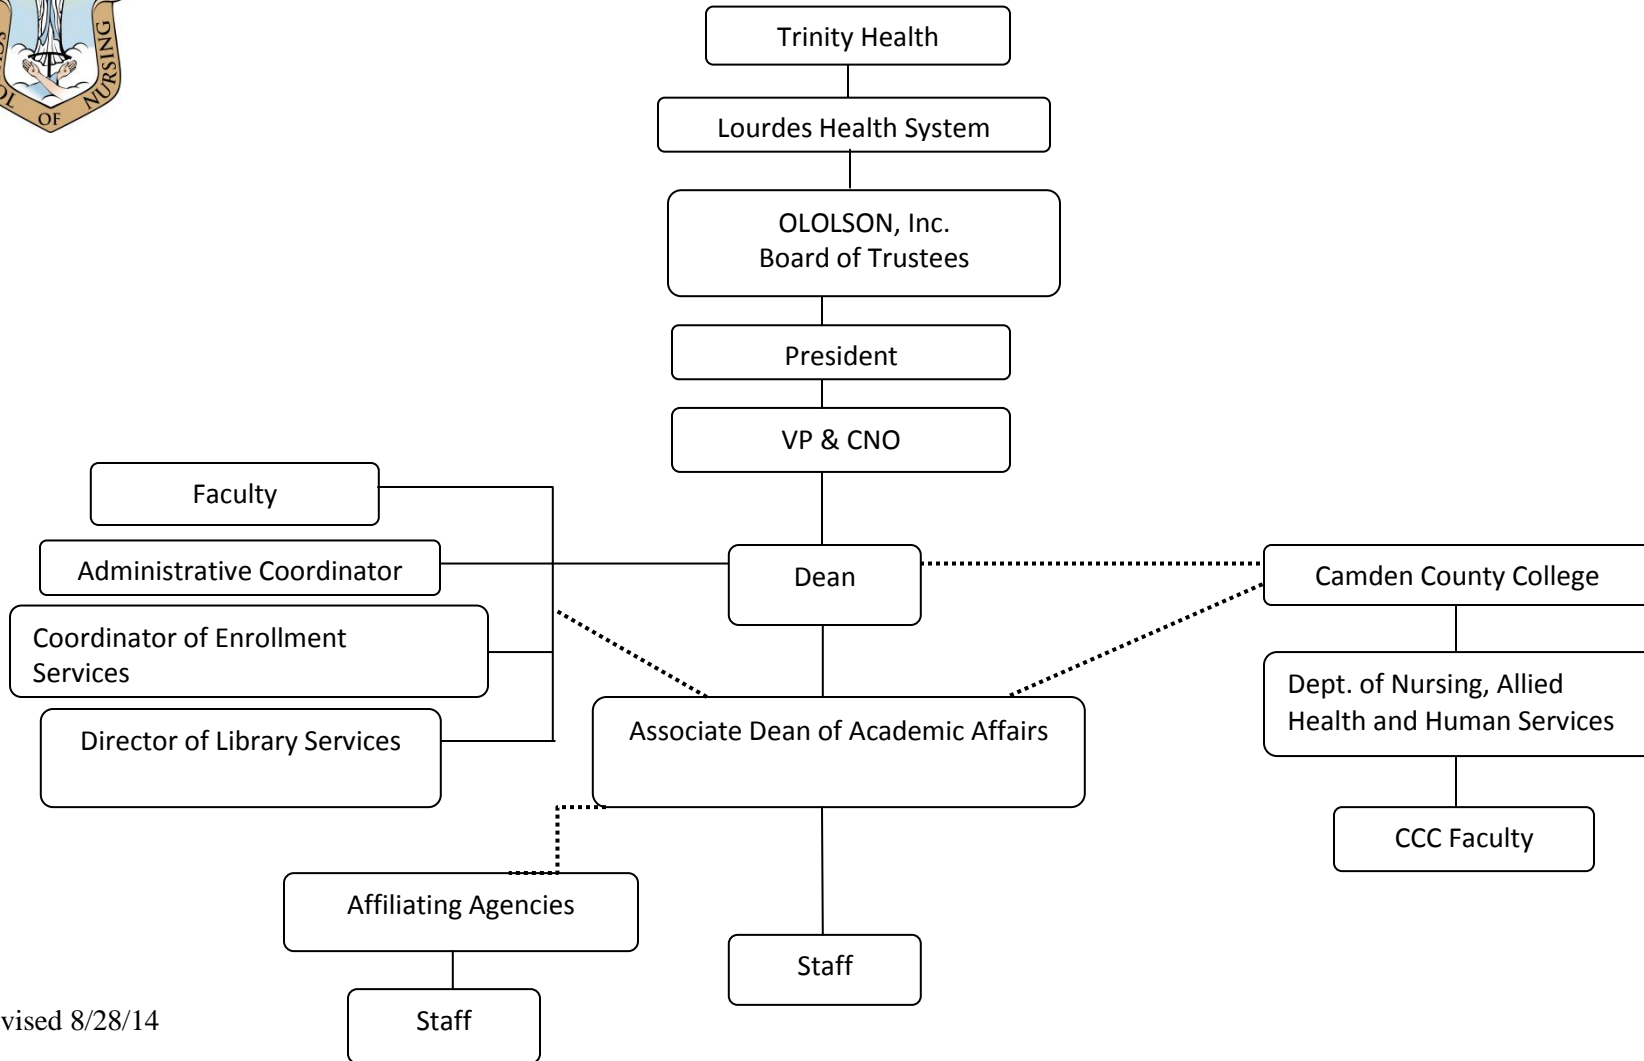 OF
NURSING
Trinity Health
Lourdes Health System
OLOLSON, Inc.
Board of Trustees
President
VP & CNO
Faculty
Administrative Coordinator
Dean
Camden County College
Coordinator of Enrollment
Services
Dept. of Nursing, Allied
Health and Human Services
Director of Library Services
Associate Dean of Academic Affairs
CCC Faculty
Affiliating Agencies
Staff
Staff
vised 8/28/14